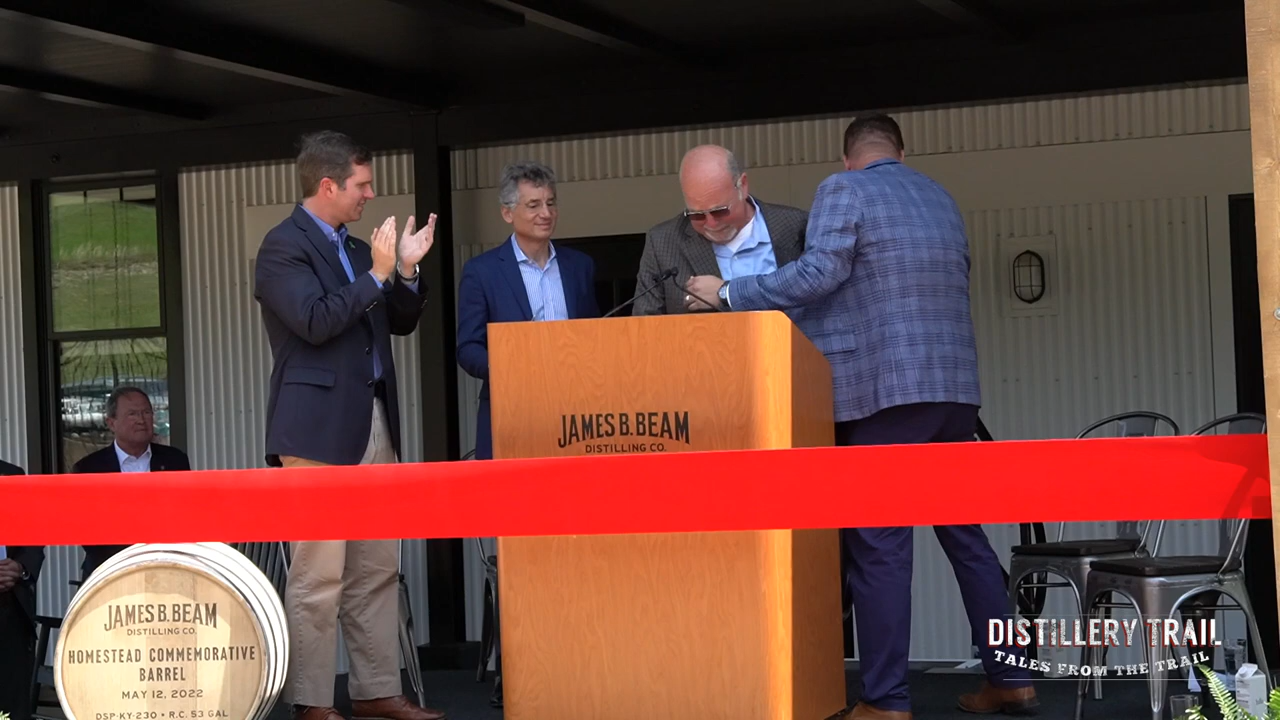 JAMES B. BEAM
DISTILLING CO.
JAMES B. BEAM
DISTILLING CO.
HOMESTEAD COMMEMORATIVE
BARREL
MAY 12, 2022
DSP-KY-230 • R.C. 53 GAL
DISTILLERY TRAIL
TALES FROM THE TRAIL